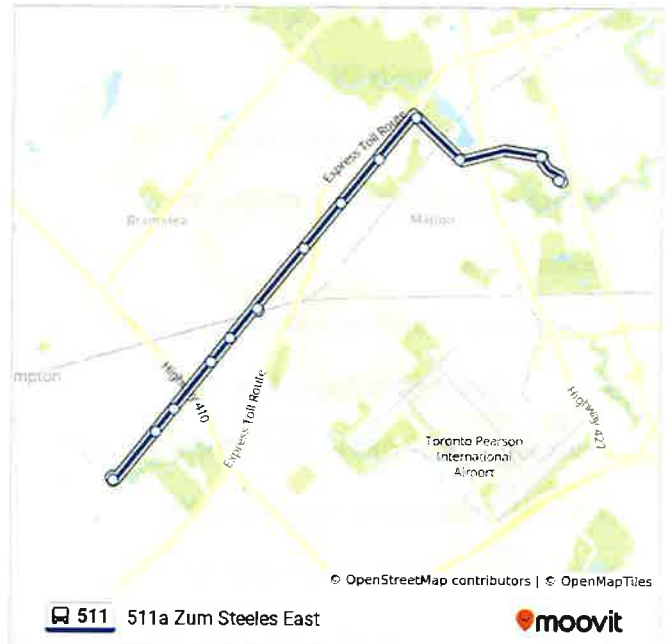 Express Toll Route
Bramalea
Malton
mpton
Highway 410
Express Toll Route
Highway 427
Toronto Pearson
International
Airport
© OpenStreetMap contributors | © OpenMapTiles
511 511a Zum Steeles East
moovit